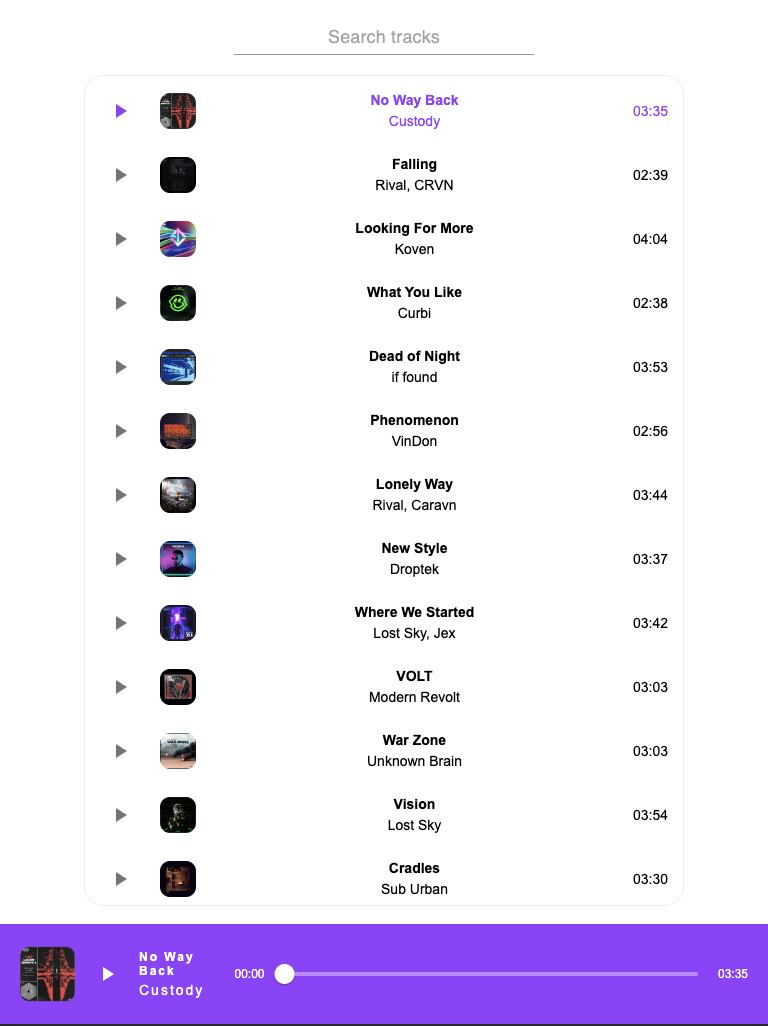 Search tracks
No Way Back
Custody
03:35
Falling
Rival, CRVN
02:39
Looking For More
Koven
04:04
What You Like
Curbi
02:38
Dead of Night
if found
03:53
Phenomenon
VinDon
02:56
Lonely Way
Rival, Caravn
03:44
New Style
Droptek
03:37
Where We Started
Lost Sky, Jex
03:42
VOLT
Modern Revolt
03:03
War Zone
Unknown Brain
03:03
Vision
Lost Sky
03:54
Cradles
Sub Urban
03:30
No Way
Back
Custody
00:00
03:35